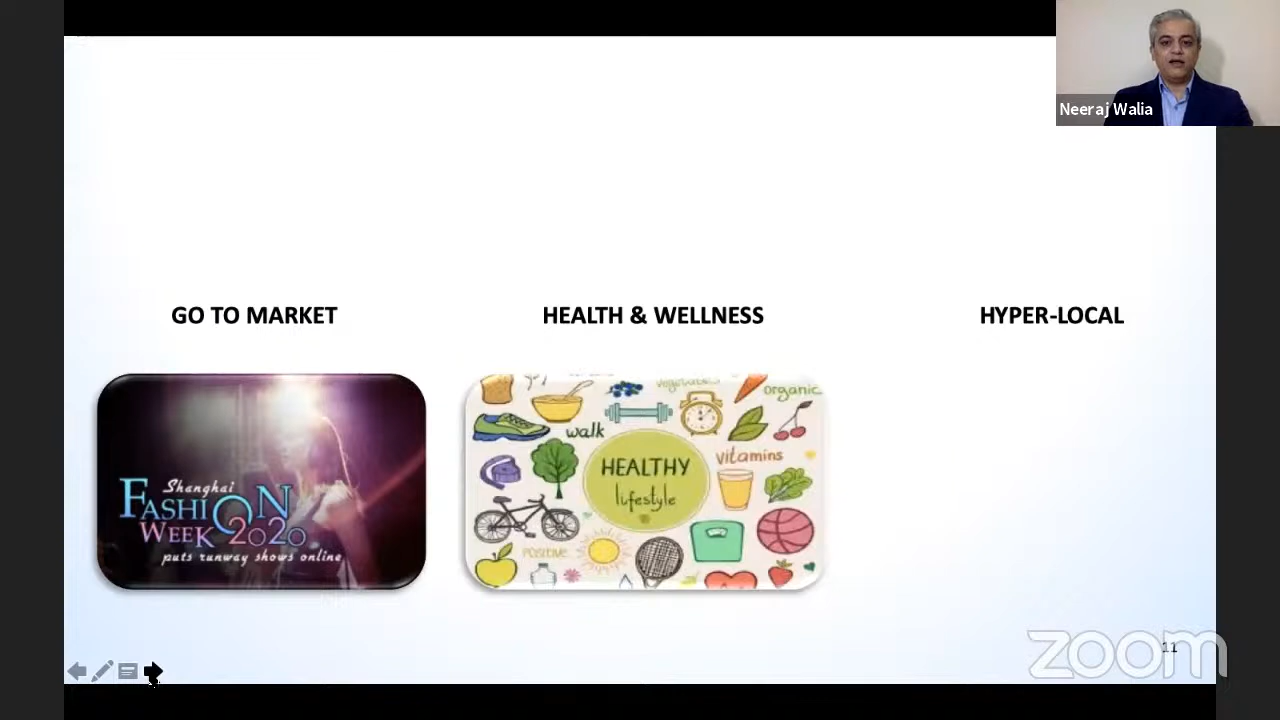 Neeraj Walia
GO TO MARKET
HEALTH & WELLNESS
HYPER-LOCAL
Shanghai
FASHION
WEEK 2020
puts runway shows online
vegetables
organic
walk
HEALTHY
lifestyle
vitamins
POSITIVE
zoom
11